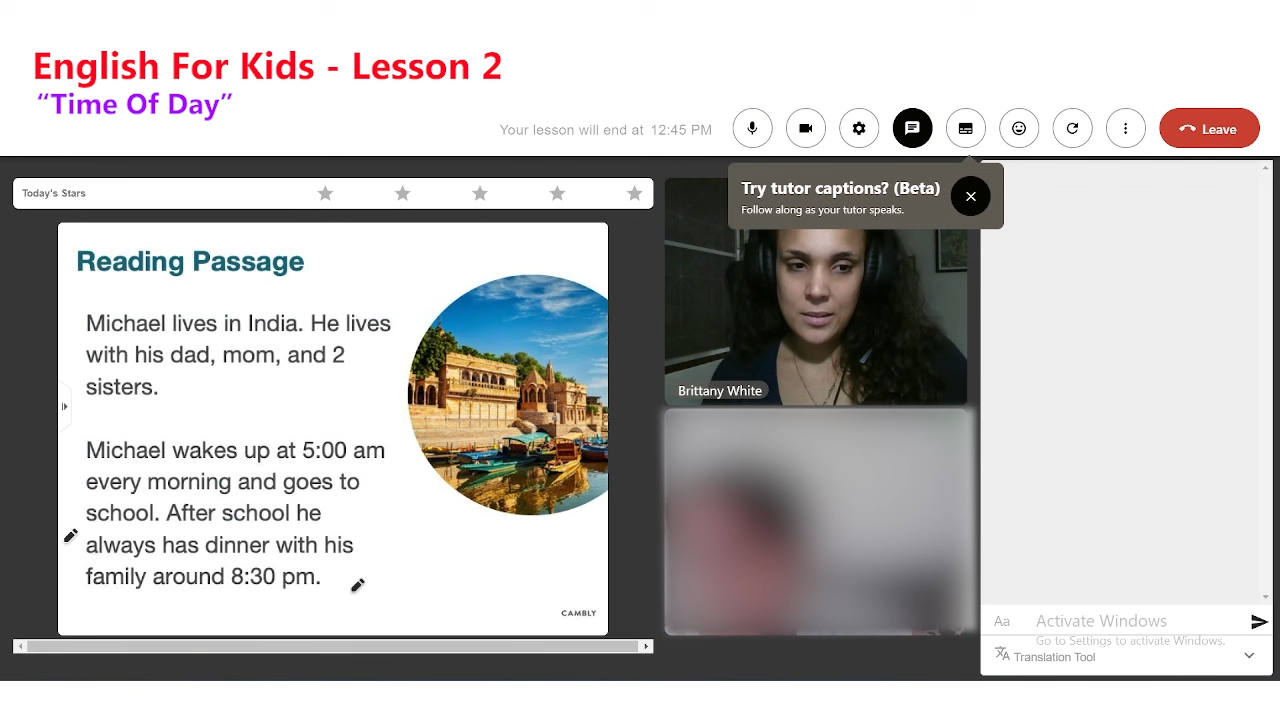 English For Kids - Lesson 2
“Time Of Day”
Your lesson will end at 12:45 PM
Leave
Today's Stars
Try tutor captions? (Beta)
Follow along as your tutor speaks.
Reading Passage
Michael lives in India. He lives
with his dad, mom, and 2
sisters.
Michael wakes up at 5:00 am
every morning and goes to
school. After school he
always has dinner with his
family around 8:30 pm.
CAMBLY
Brittany White
Aa
Activate Windows
Go to Settings to activate Windows.
Translation Tool